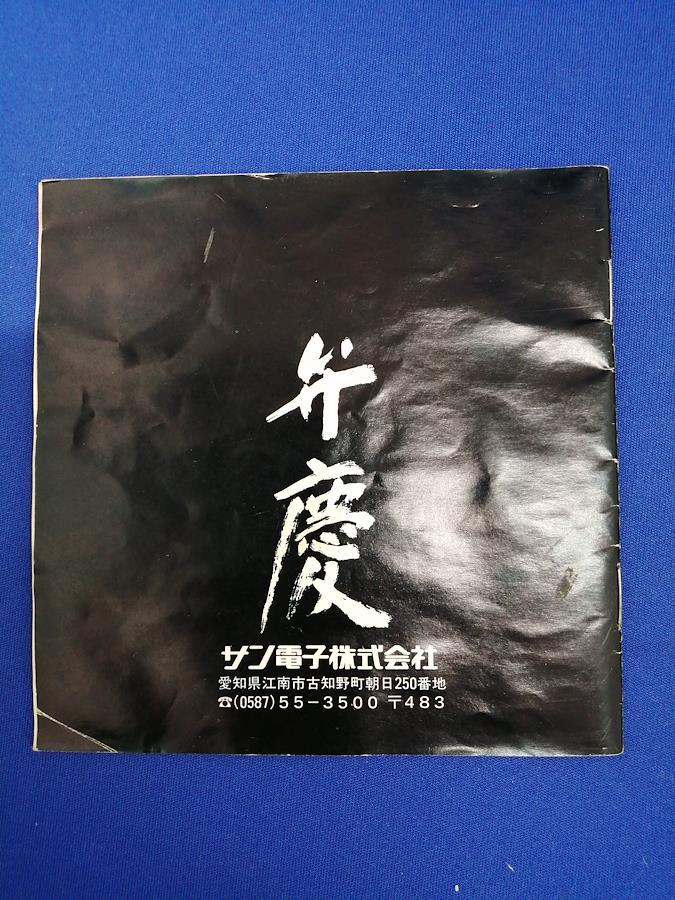 弁慶
サン電子株式会社
愛知県江南市古知野町朝日250番地
☎(0587)55-3500 〒483